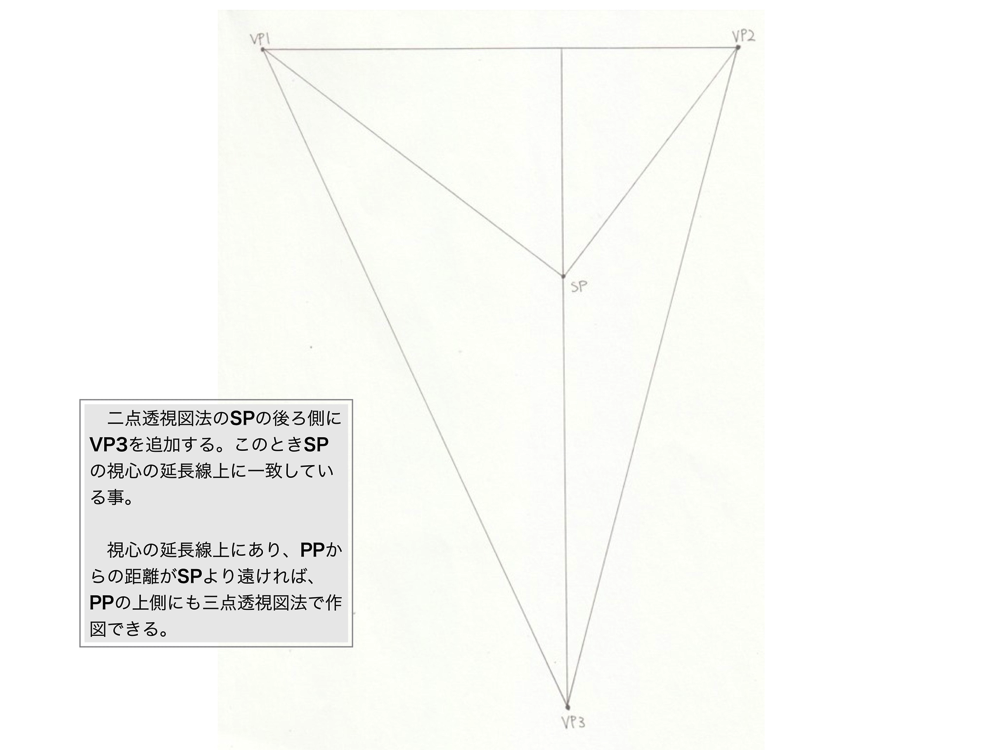 VP1
VP2
SP
　二点透視図法のSPの後ろ側に
VP3を追加する。このときSP
の視心の延長線上に一致してい
る事。
　視心の延長線上にあり、PPか
らの距離がSPより遠ければ、
PPの上側にも三点透視図法で作
図できる。
VP3